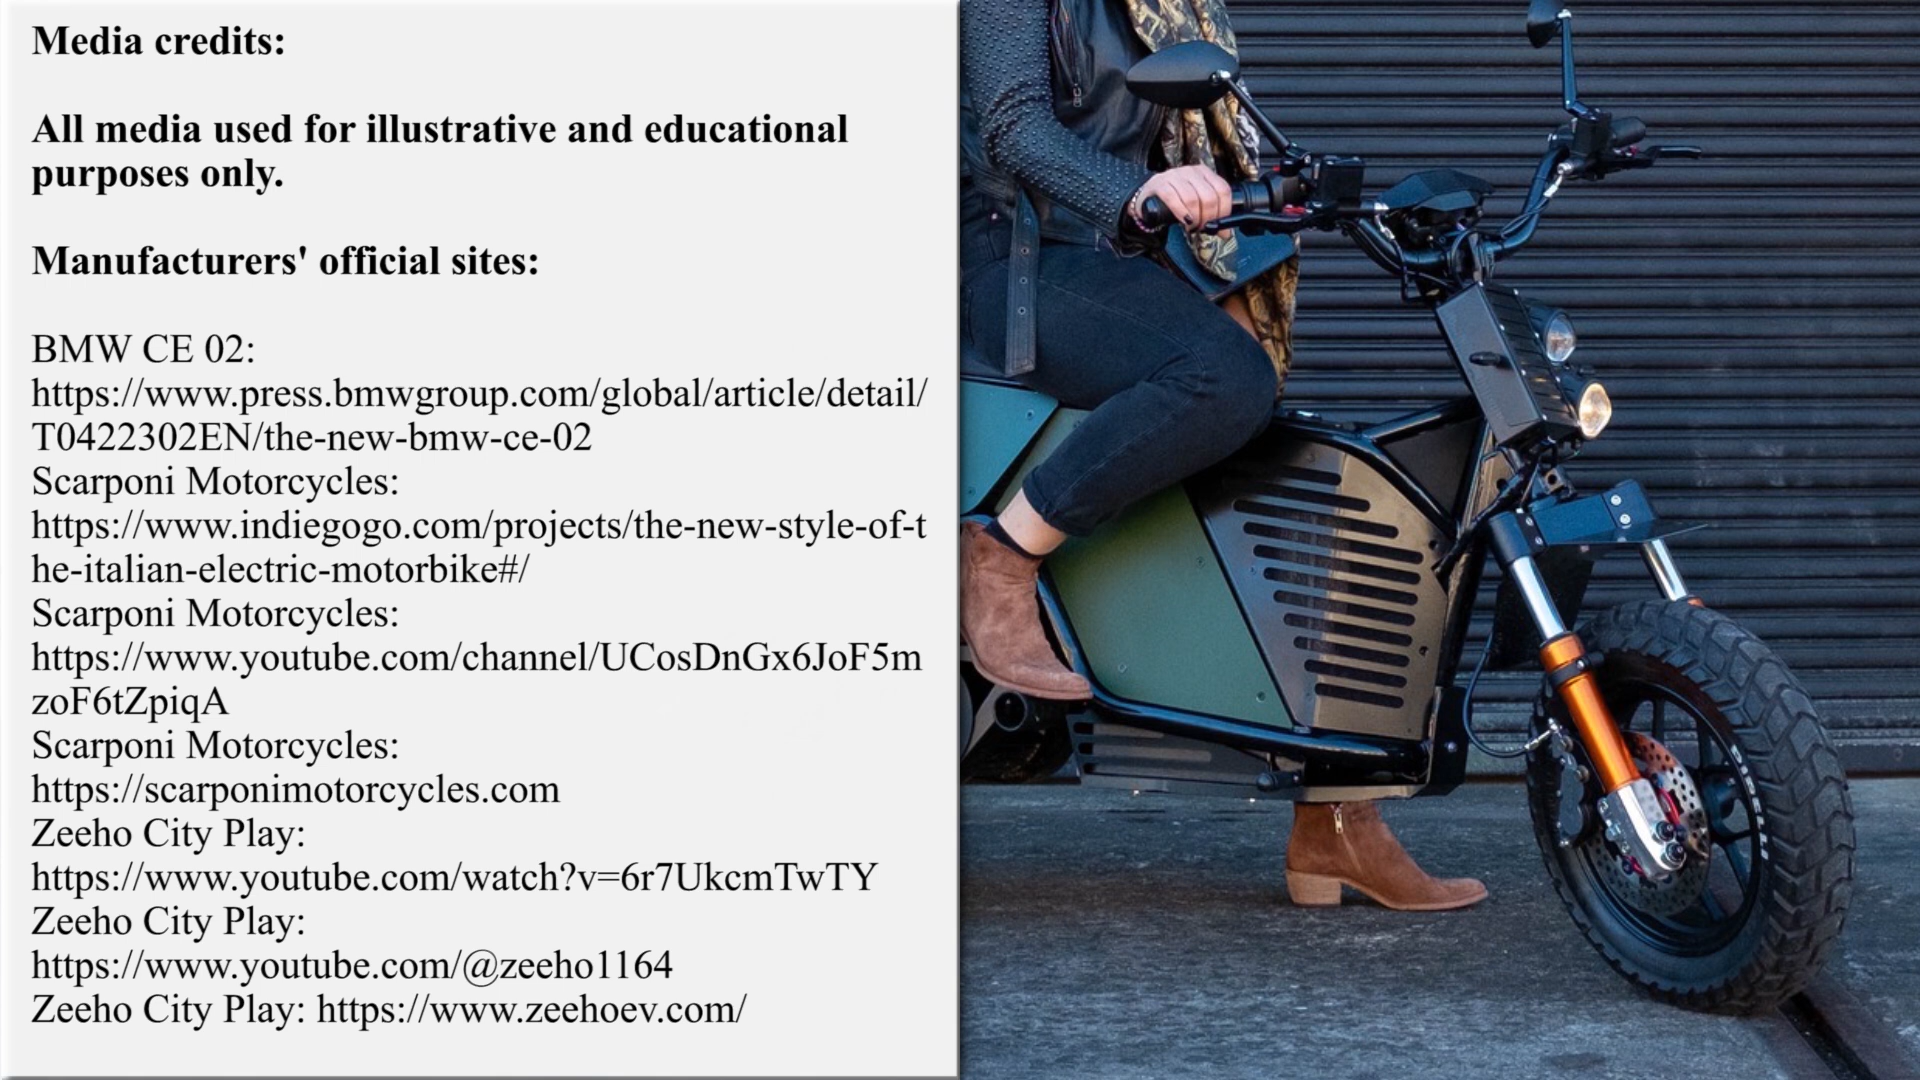 Media credits:
All media used for illustrative and educational
purposes only.
Manufacturers' official sites:
BMW CE 02:
https://www.press.bmwgroup.com/global/article/detail/
T0422302EN/the-new-bmw-ce-02
Scarponi Motorcycles:
https://www.indiegogo.com/projects/the-new-style-of-t
he-italian-electric-motorbike#/
Scarponi Motorcycles:
https://www.youtube.com/channel/UCosDnGx6JoF5m
zoF6tZpiqA
Scarponi Motorcycles:
https://scarponimotorcycles.com
Zeeho City Play:
https://www.youtube.com/watch?v=6r7UkcmTwTY
Zeeho City Play:
https://www.youtube.com/@zeeho1164
Zeeho City Play: https://www.zeehoev.com/